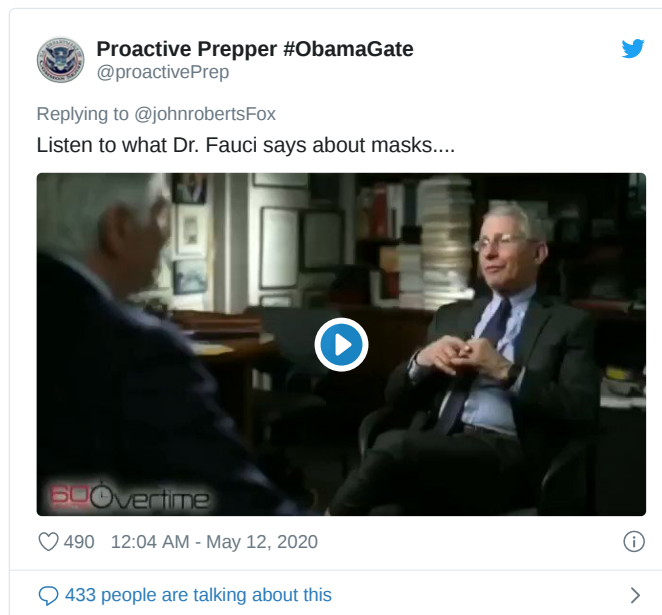 Proactive Prepper #ObamaGate
@proactivePrep
Replying to @johnrobertsFox
Listen to what Dr. Fauci says about masks....
60 Overtime
490 12:04 AM - May 12, 2020
433 people are talking about this